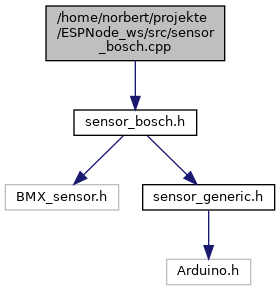 /home/norbert/projekte
/ESPNode_ws/src/sensor
_bosch.cpp
sensor_bosch.h
BMX_sensor.h
sensor_generic.h
Arduino.h